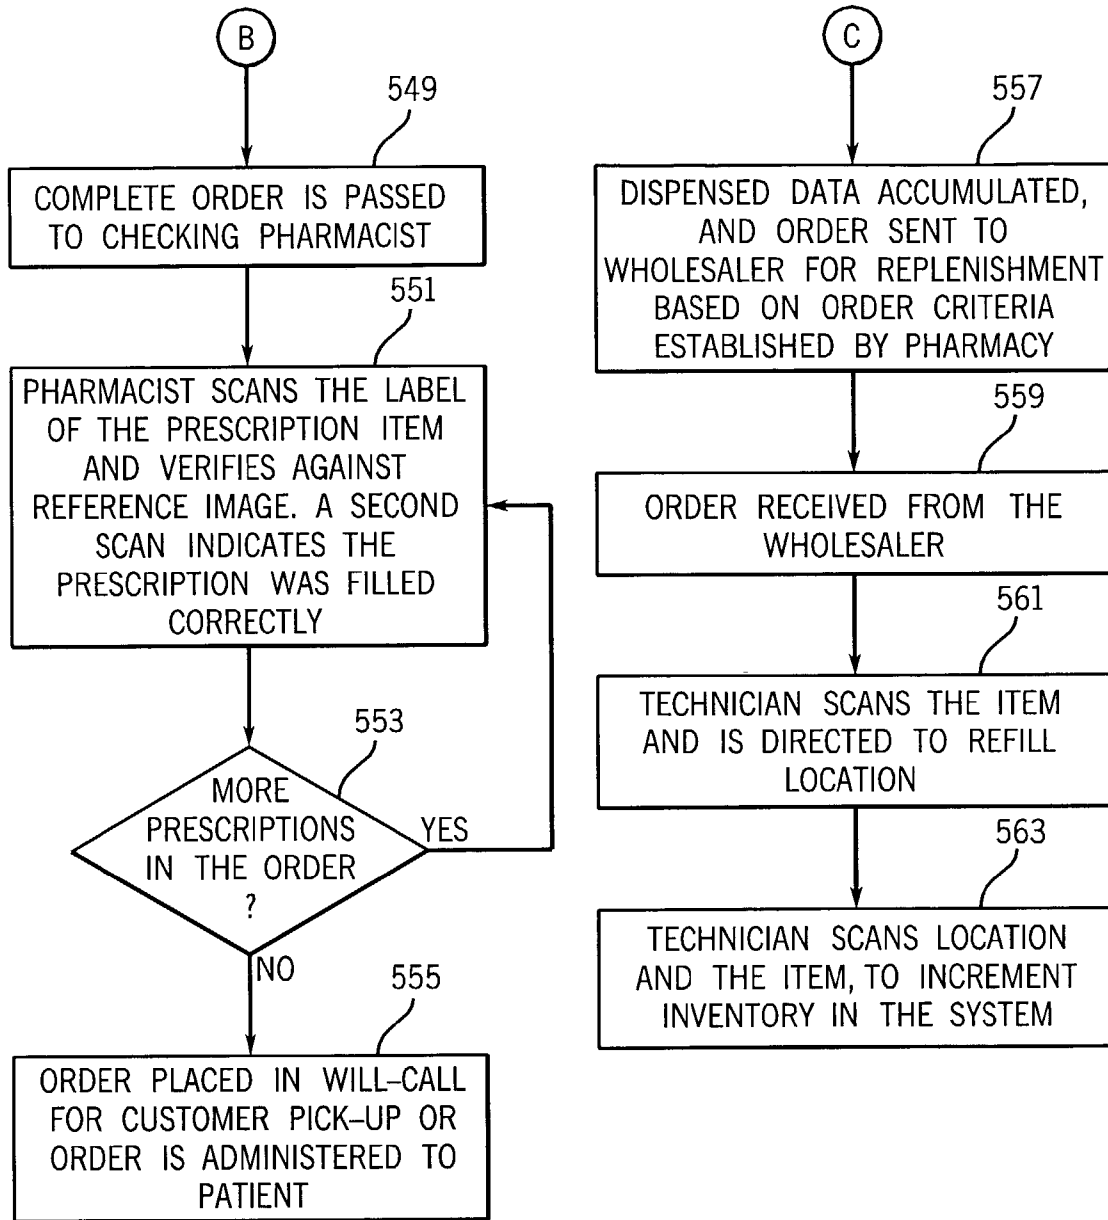 B
549
COMPLETE ORDER IS PASSED
TO CHECKING PHARMACIST
551
PHARMACIST SCANS THE LABEL
OF THE PRESCRIPTION ITEM
AND VERIFIES AGAINST
REFERENCE IMAGE. A SECOND
SCAN INDICATES THE
PRESCRIPTION WAS FILLED
CORRECTLY
553
MORE
PRESCRIPTIONS
IN THE ORDER
?
YES
NO
555
ORDER PLACED IN WILL–CALL
FOR CUSTOMER PICK–UP OR
ORDER IS ADMINISTERED TO
PATIENT
C
557
DISPENSED DATA ACCUMULATED,
AND ORDER SENT TO
WHOLESALER FOR REPLENISHMENT
BASED ON ORDER CRITERIA
ESTABLISHED BY PHARMACY
559
ORDER RECEIVED FROM THE
WHOLESALER
561
TECHNICIAN SCANS THE ITEM
AND IS DIRECTED TO REFILL
LOCATION
563
TECHNICIAN SCANS LOCATION
AND THE ITEM, TO INCREMENT
INVENTORY IN THE SYSTEM